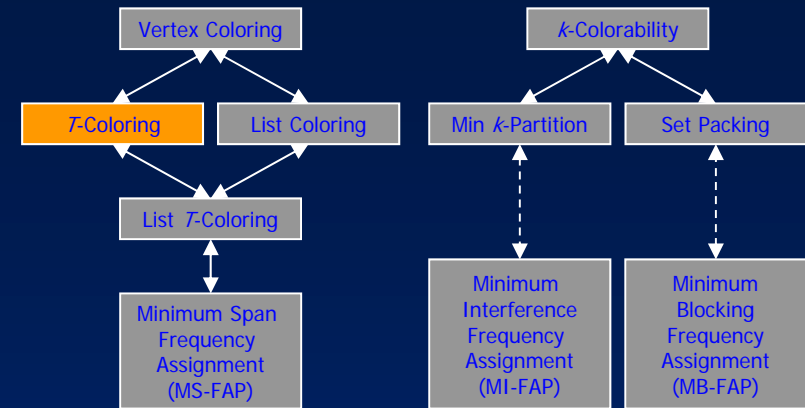 Vertex Coloring
k-Colorability
T-Coloring
List Coloring
Min k-Partition
Set Packing
List T-Coloring
Minimum Span
Frequency
Assignment
(MS-FAP)
Minimum
Interference
Frequency
Assignment
(MI-FAP)
Minimum
Blocking
Frequency
Assignment
(MB-FAP)